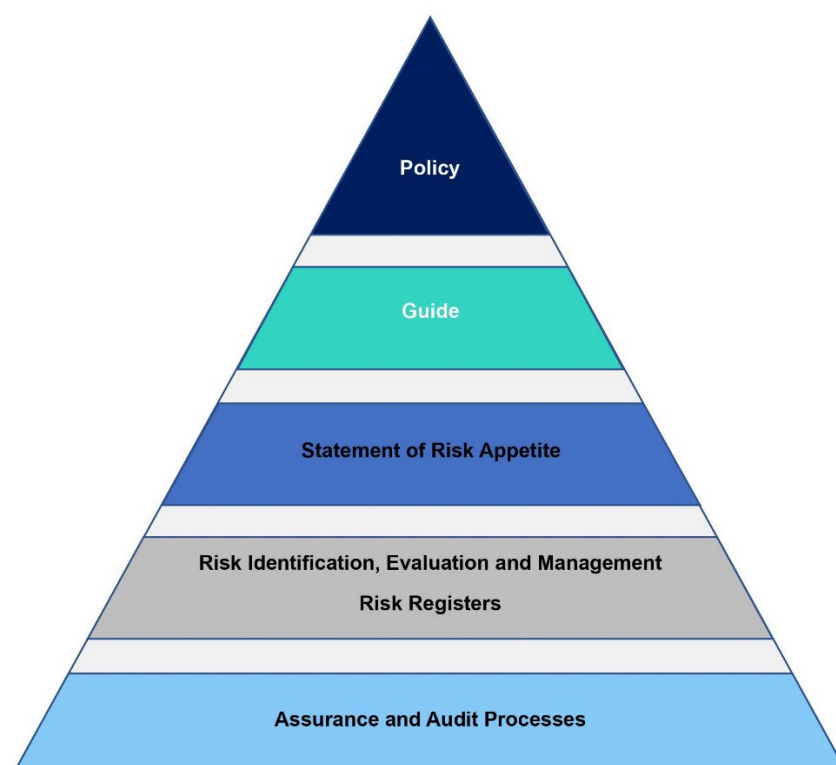 Policy
Guide
Statement of Risk Appetite
Risk Identification, Evaluation and Management
Risk Registers
Assurance and Audit Processes